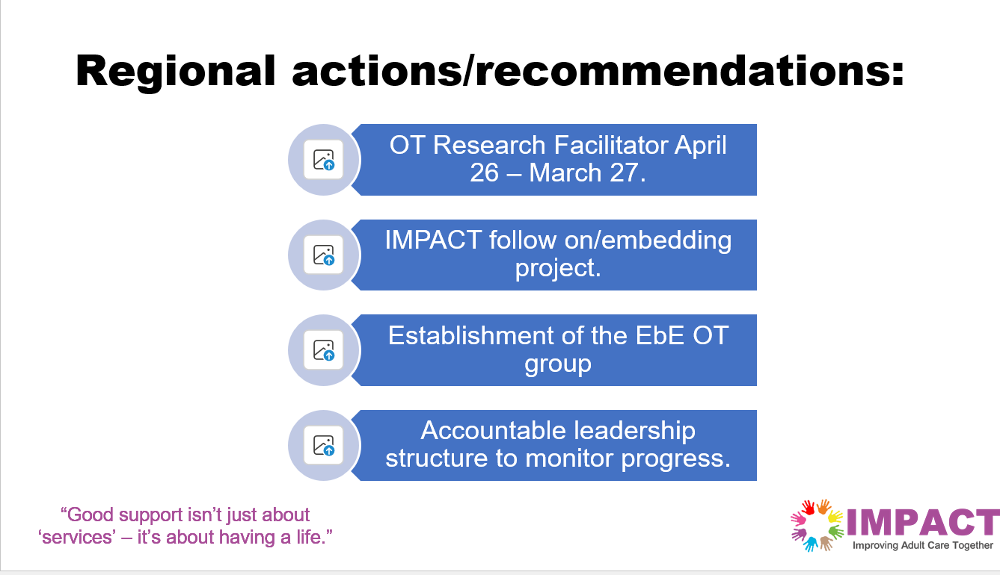 Regional actions/recommendations:
OT Research Facilitator April
26 – March 27.
IMPACT follow on/embedding
project.
Establishment of the EbE OT
group
Accountable leadership
structure to monitor progress.
“Good support isn’t just about
‘services’ – it’s about having a life.”
IMPACT
Improving Adult Care Together